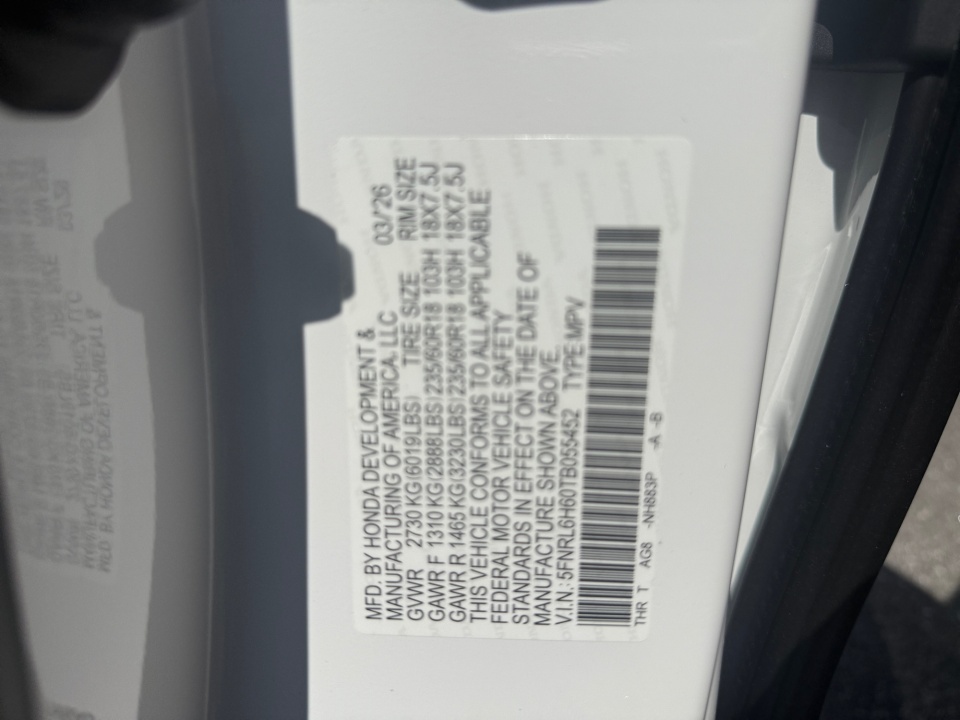 MFD. BY HONDA DEVELOPMENT &
MANUFACTURING OF AMERICA, LLC 03/'26
GVWR 2730 KG(6019LBS) TIRE SIZE RIM SIZE
GAWR F 1310 KG(2888LBS) 235/60R18 103H 18X7.5J
GAWR R 1465 KG(3230LBS) 235/60R18 103H 18X7.5J
THIS VEHICLE CONFORMS TO ALL APPLICABLE
FEDERAL MOTOR VEHICLE SAFETY
STANDARDS IN EFFECT ON THE DATE OF
MANUFACTURE SHOWN ABOVE.
V.I.N.: 5FNRL6H60TB055452 TYPE:MPV
THR T AG8 -NH883P -A -B